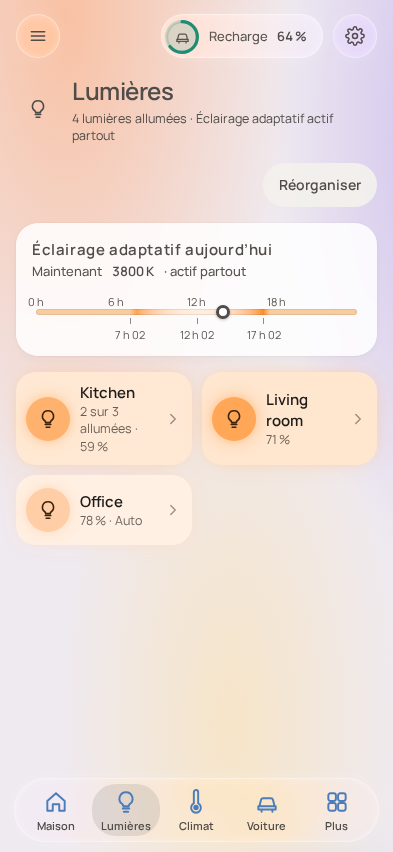 Recharge 64 %
Lumières
4 lumières allumées · Éclairage adaptatif actif
partout
Réorganiser
Éclairage adaptatif aujourd’hui
Maintenant 3800 K · actif partout
0 h 6 h 12 h 18 h
7 h 02 12 h 02 17 h 02
Kitchen
2 sur 3
allumées ·
59 %
Living
room
71 %
Office
78 % · Auto
Maison Lumières Climat Voiture Plus